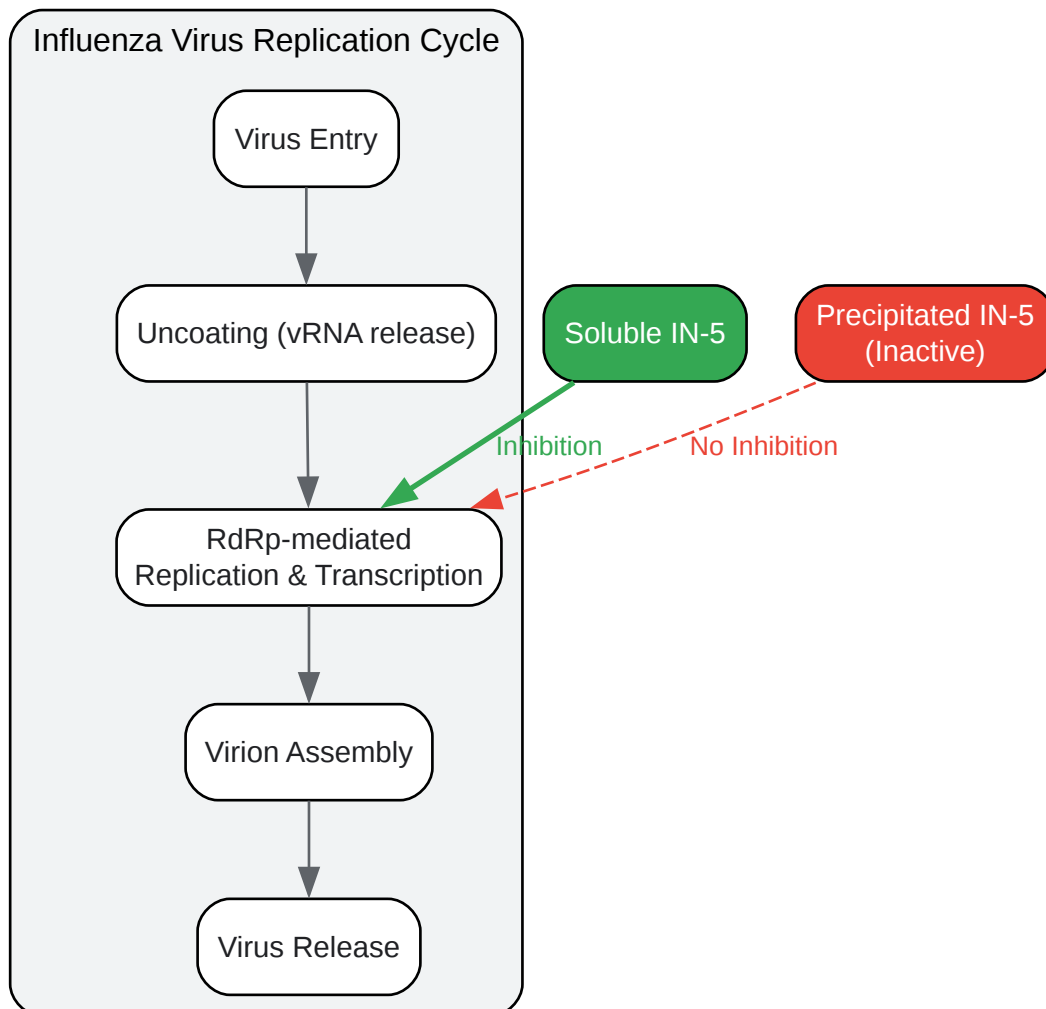 Influenza Virus Replication Cycle
Virus Entry
Uncoating (vRNA release)
Soluble IN-5
Precipitated IN-5
(Inactive)
Inhibition
No Inhibition
RdRp-mediated
Replication & Transcription
Virion Assembly
Virus Release